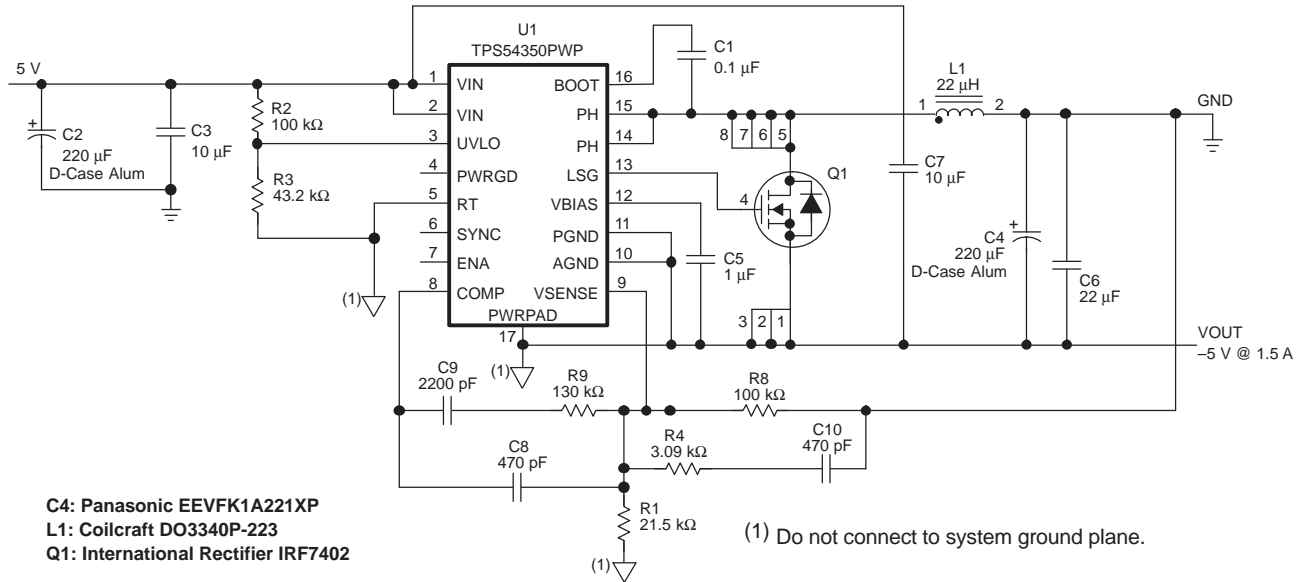 U1
TPS54350PWP
5 V
C2
220 µF
D-Case Alum
C3
10 µF
R2
100 kΩ
R3
43.2 kΩ
1 VIN
2 VIN
3 UVLO
4 PWRGD
5 RT
6 SYNC
7 ENA
8 COMP
BOOT 16
PH 15
PH 14
LSG 13
VBIAS 12
PGND 11
AGND 10
VSENSE 9
PWRPAD
17
(1)
(1)
C1
0.1 µF
8 7 6 5
4
Q1
3 2 1
C5
1 µF
L1
22 µH
1 2
GND
C7
10 µF
C4
220 µF
D-Case Alum
C6
22 µF
VOUT
–5 V @ 1.5 A
C9
2200 pF
R9
130 kΩ
R8
100 kΩ
C8
470 pF
R4
3.09 kΩ
C10
470 pF
R1
21.5 kΩ
(1)
C4: Panasonic EEVFK1A221XP
L1: Coilcraft DO3340P-223
Q1: International Rectifier IRF7402
(1) Do not connect to system ground plane.